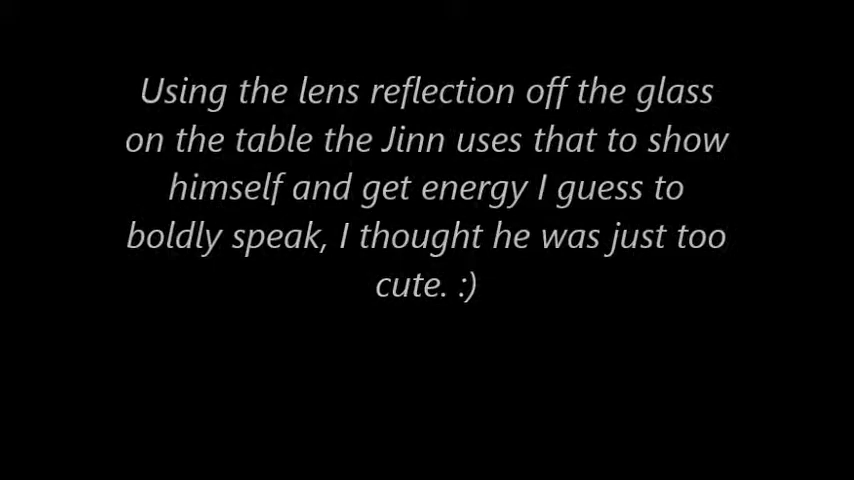 Using the lens reflection off the glass
on the table the Jinn uses that to show
himself and get energy I guess to
boldly speak, I thought he was just too
cute. :)